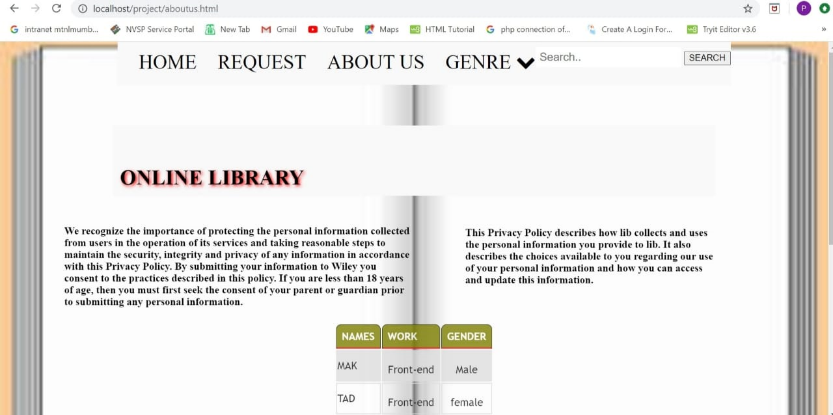 localhost/project/aboutus.html
P
intranet mtnlmumb... NVSP Service Portal New Tab Gmail YouTube Maps HTML Tutorial php connection of... Create A Login For... Tryit Editor v3.6 »
HOME REQUEST ABOUT US GENRE Search.. SEARCH
ONLINE LIBRARY
We recognize the importance of protecting the personal information collected
from users in the operation of its services and taking reasonable steps to
maintain the security, integrity and privacy of any information in accordance
with this Privacy Policy. By submitting your information to Wiley you
consent to the practices described in this policy. If you are less than 18 years
of age, then you must first seek the consent of your parent or guardian prior
to submitting any personal information.
This Privacy Policy describes how lib collects and uses
the personal information you provide to lib. It also
describes the choices available to you regarding our use
of your personal information and how you can access
and update this information.
NAMES WORK GENDER
MAK Front-end Male
TAD Front-end female